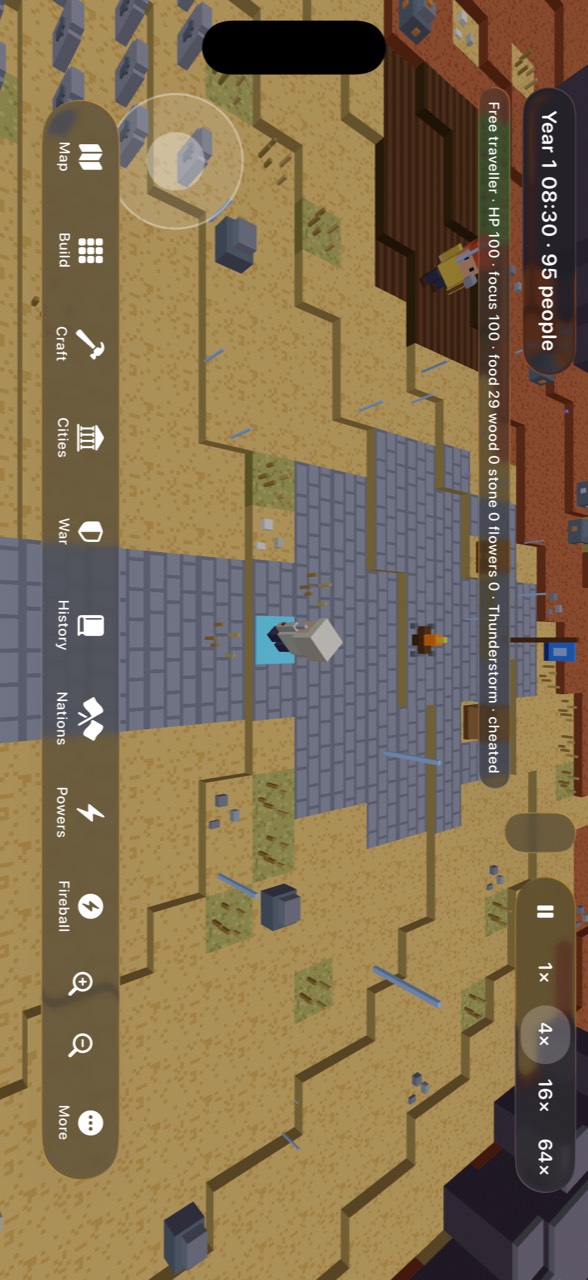 Year 1 08:30 · 95 people
Free traveller · HP 100 · focus 100 · food 29 wood 0 stone 0 flowers 0 · Thunderstorm · cheated
1×
4×
16×
64×
Map
Build
Craft
Cities
War
History
Nations
Powers
Fireball
More